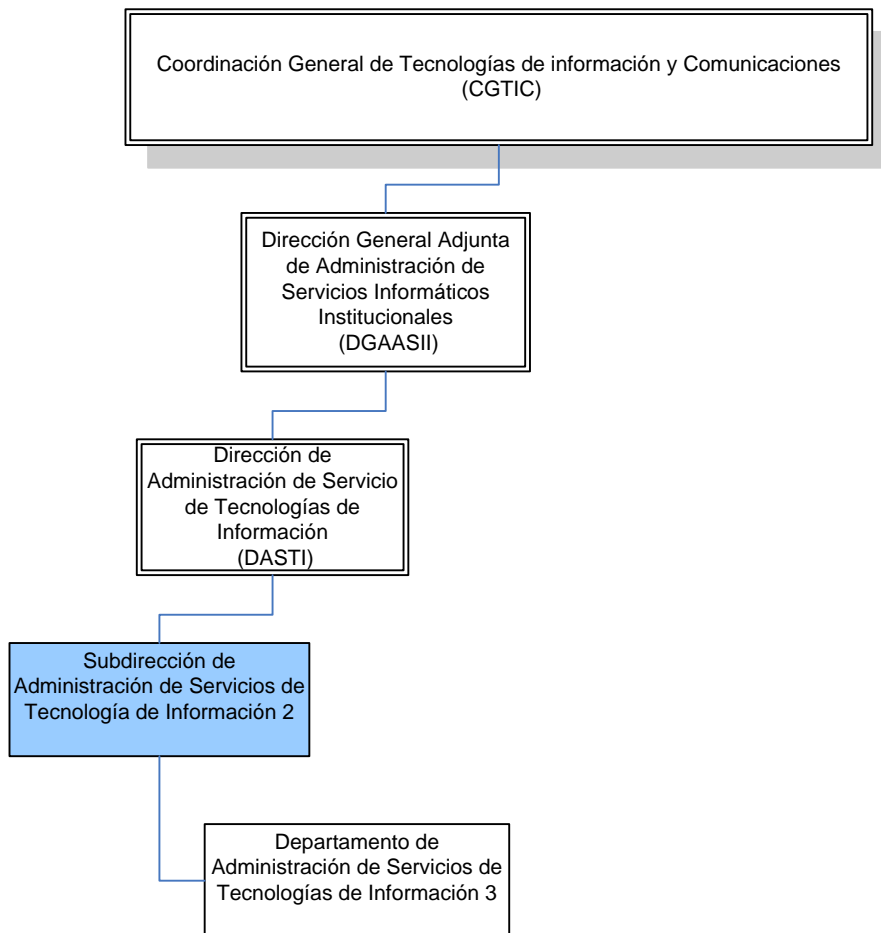 Coordinación General de Tecnologías de información y Comunicaciones
(CGTIC)
Dirección General Adjunta
de Administración de
Servicios Informáticos
Institucionales
(DGAASII)
Dirección de
Administración de Servicio
de Tecnologías de
Información
(DASTI)
Subdirección de
Administración de Servicios de
Tecnología de Información 2
Departamento de
Administración de Servicios de
Tecnologías de Información 3